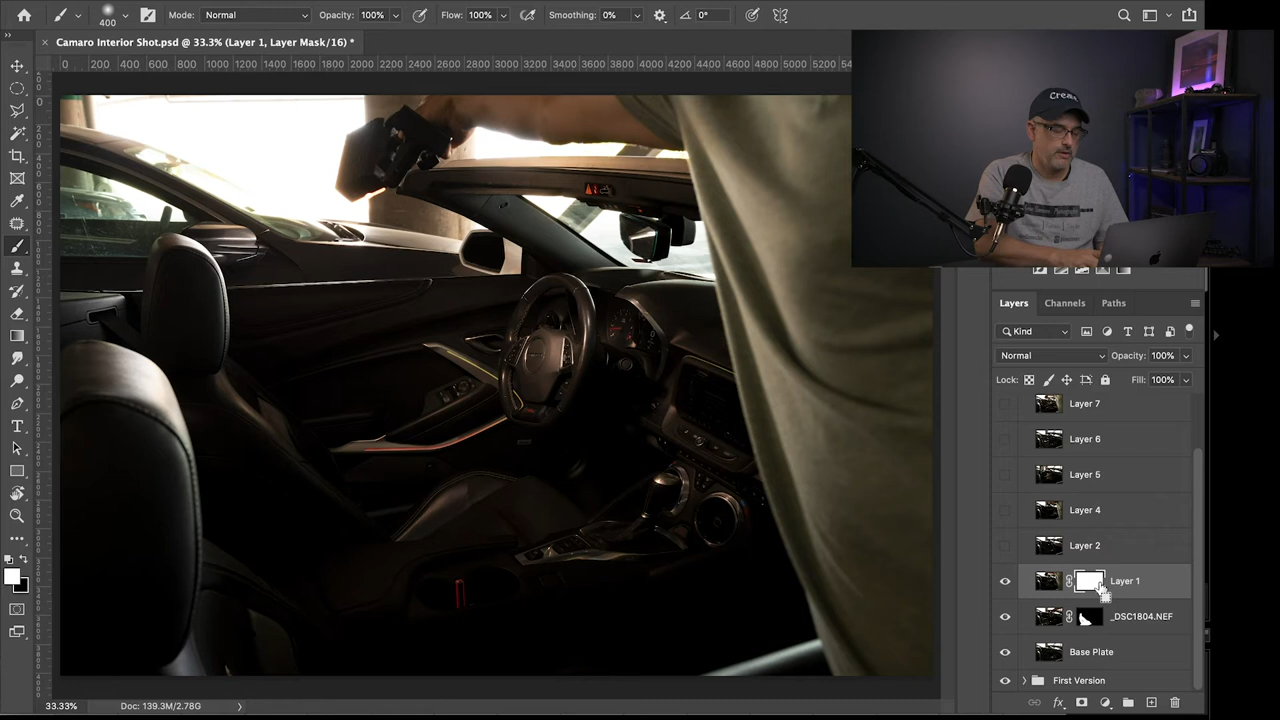 400
Mode: Normal
Opacity: 100%
Flow: 100%
Smoothing: 0%
0°
× Camaro Interior Shot.psd @ 33.3% (Layer 1, Layer Mask/16) *
0 200 400 600 800 1000 1200 1400 1600 1800 2000 2200 2400 2600 2800 3000 3200 3400 3600 3800 4000 4200 4400 4600 4800 5000 5200 54
Layers
Channels
Paths
Kind
Normal
Opacity: 100%
Lock:
Fill: 100%
Layer 7
Layer 6
Layer 5
Layer 4
Layer 2
Layer 1
_DSC1804.NEF
Base Plate
First Version
fx
33.33%
Doc: 139.3M/2.78G